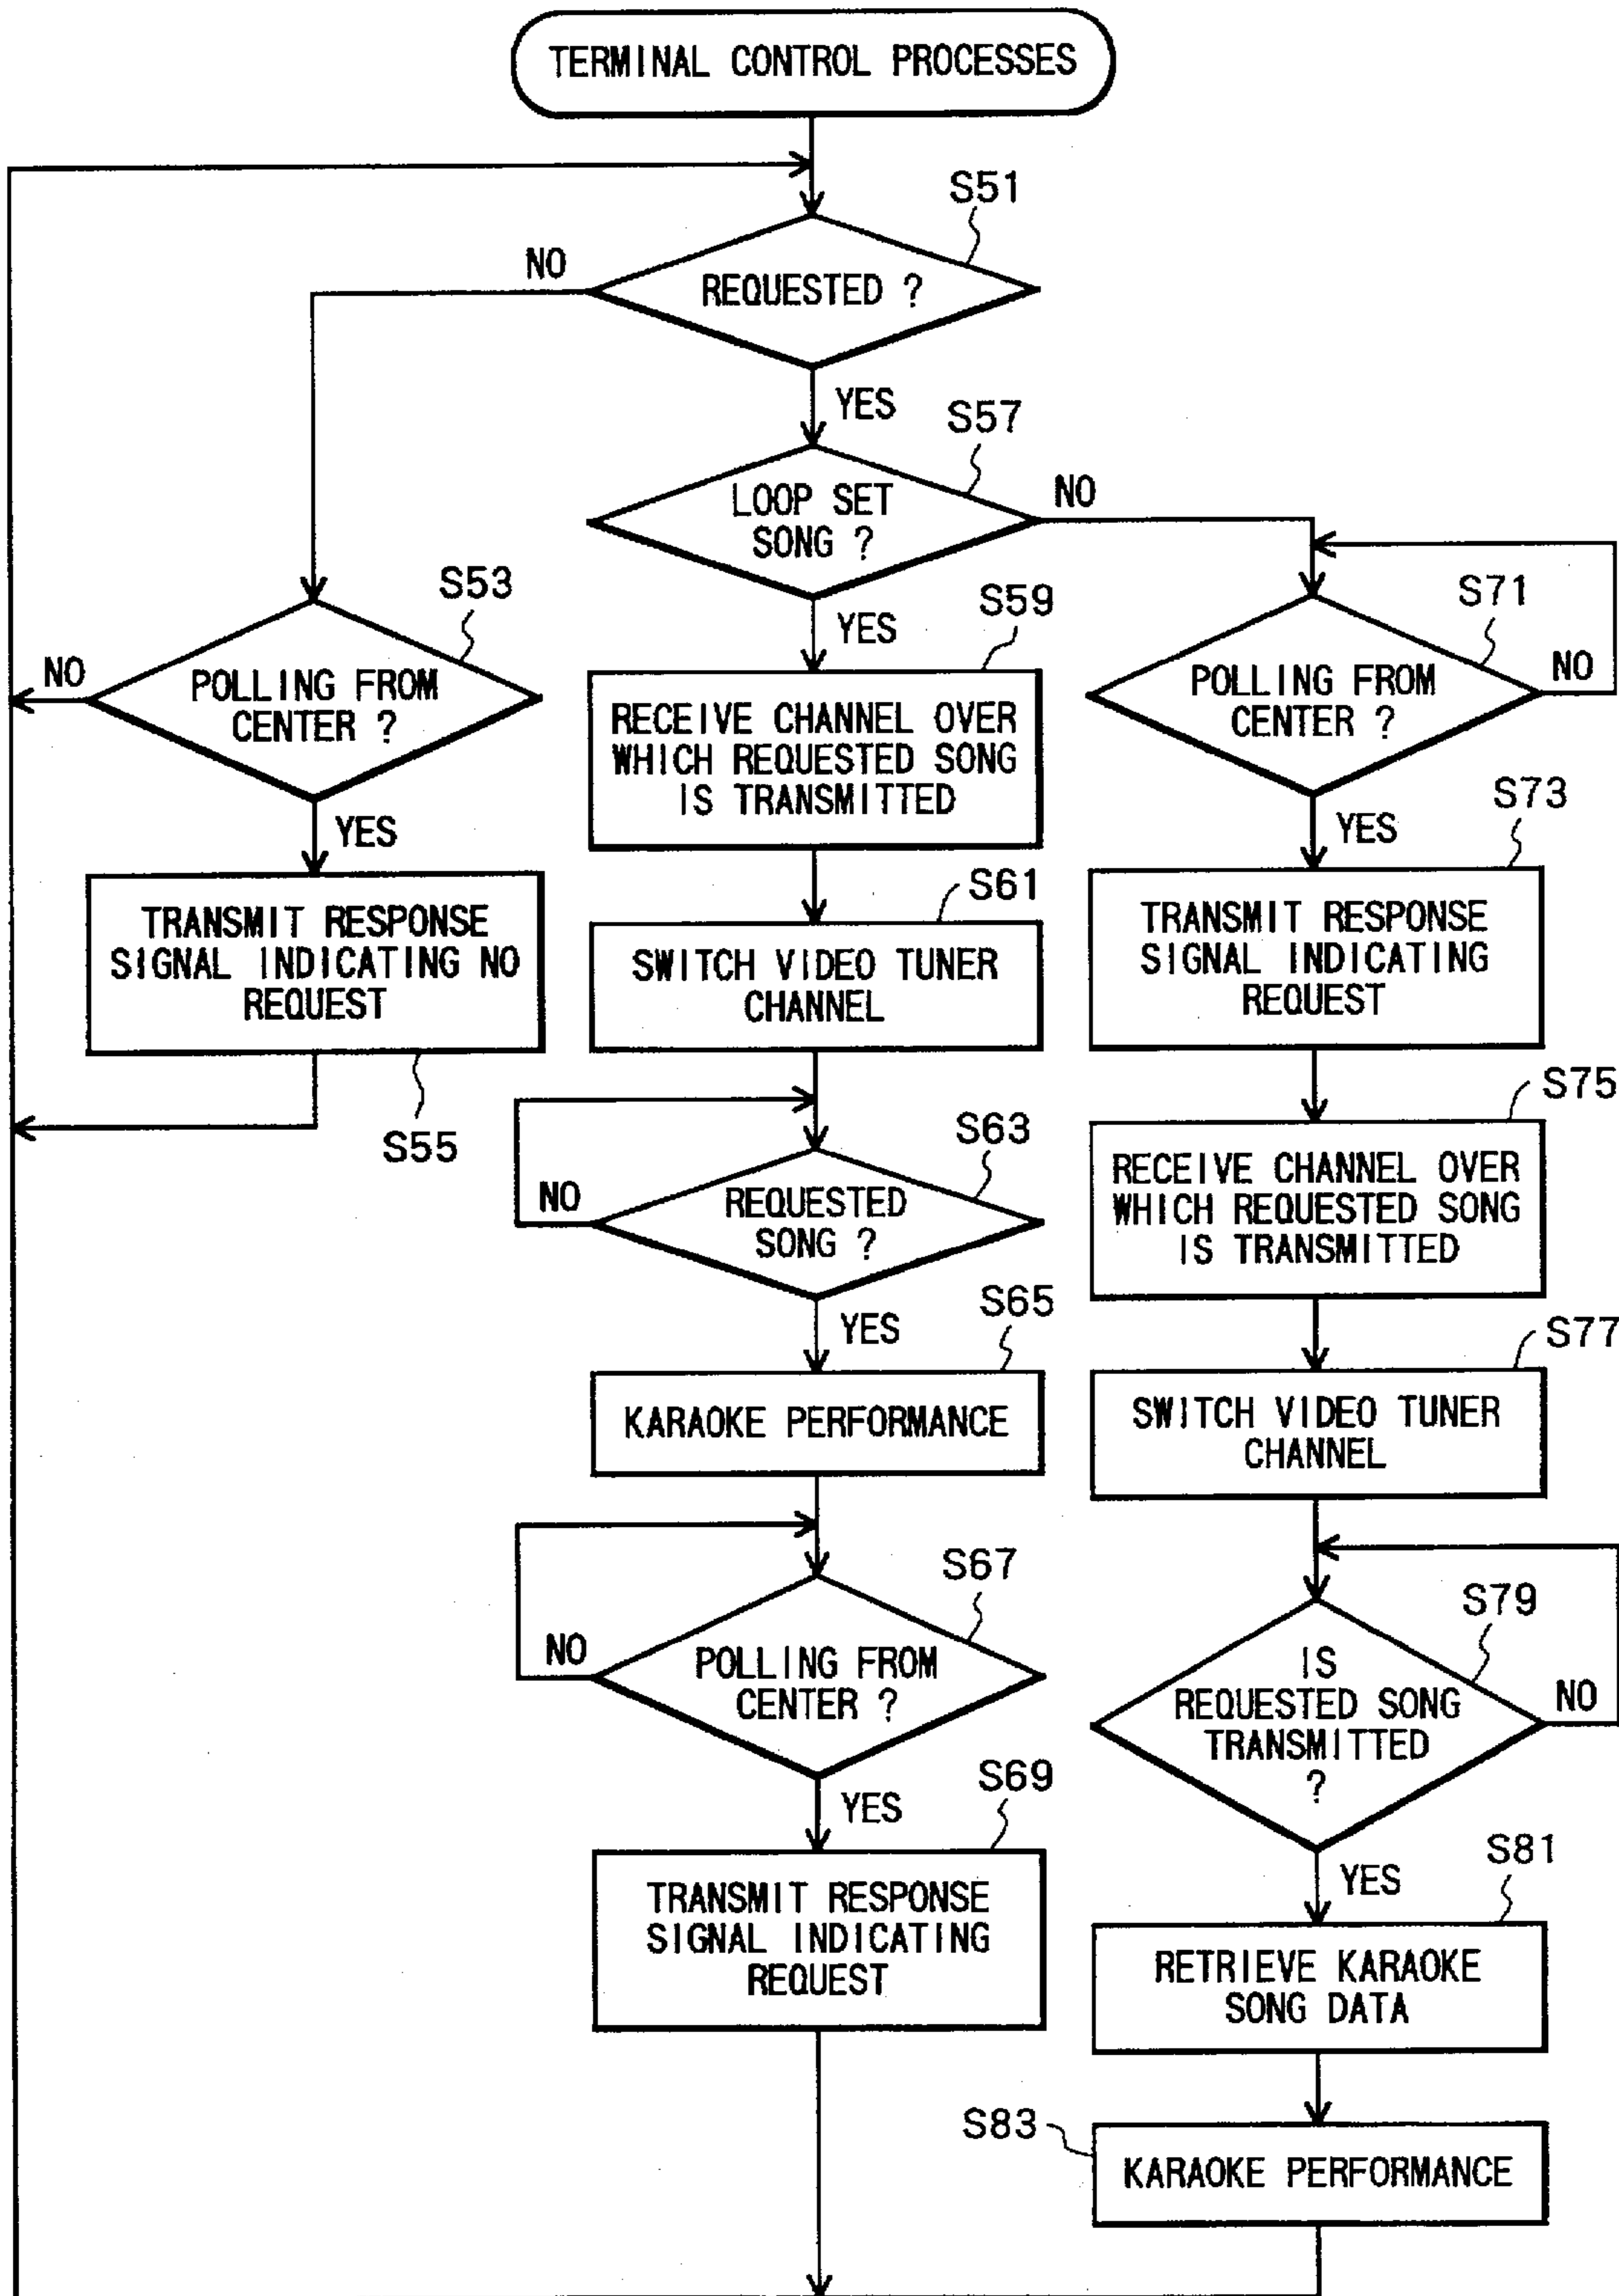 TERMINAL CONTROL PROCESSES
S51
NO
REQUESTED ?
YES
S57
LOOP SET
SONG ?
NO
YES
S53
NO
POLLING FROM
CENTER ?
YES
TRANSMIT RESPONSE
SIGNAL INDICATING NO
REQUEST
S55
S59
RECEIVE CHANNEL OVER
WHICH REQUESTED SONG
IS TRANSMITTED
S61
SWITCH VIDEO TUNER
CHANNEL
S63
NO
REQUESTED
SONG ?
YES
S65
KARAOKE PERFORMANCE
S67
NO
POLLING FROM
CENTER ?
YES
S69
TRANSMIT RESPONSE
SIGNAL INDICATING
REQUEST
S71
POLLING FROM
CENTER ?
NO
YES
S73
TRANSMIT RESPONSE
SIGNAL INDICATING
REQUEST
S75
RECEIVE CHANNEL OVER
WHICH REQUESTED SONG
IS TRANSMITTED
S77
SWITCH VIDEO TUNER
CHANNEL
S79
IS
REQUESTED SONG
TRANSMITTED
?
NO
YES
S81
RETRIEVE KARAOKE
SONG DATA
S83
KARAOKE PERFORMANCE